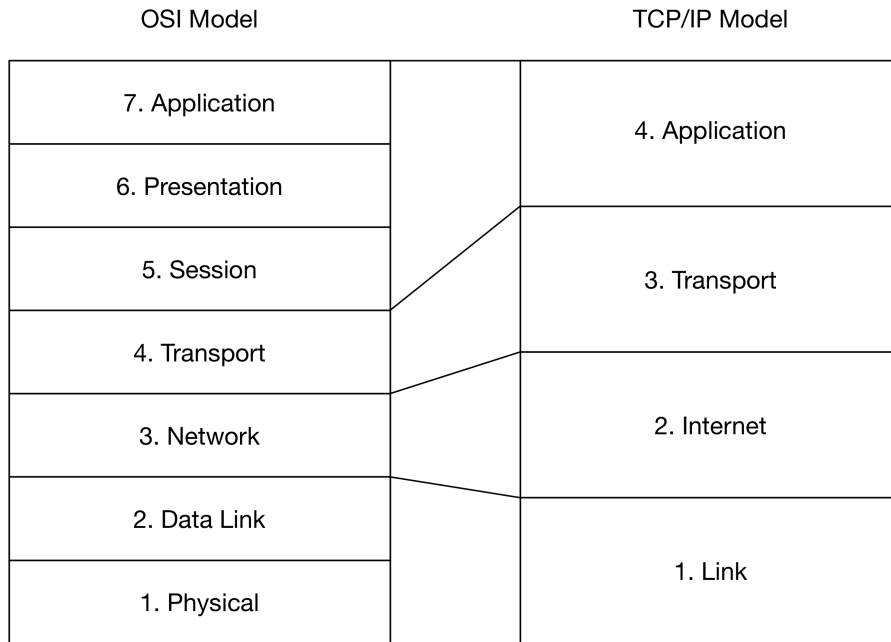 OSI Model
TCP/IP Model
7. Application
6. Presentation
5. Session
4. Transport
3. Network
2. Data Link
1. Physical
4. Application
3. Transport
2. Internet
1. Link